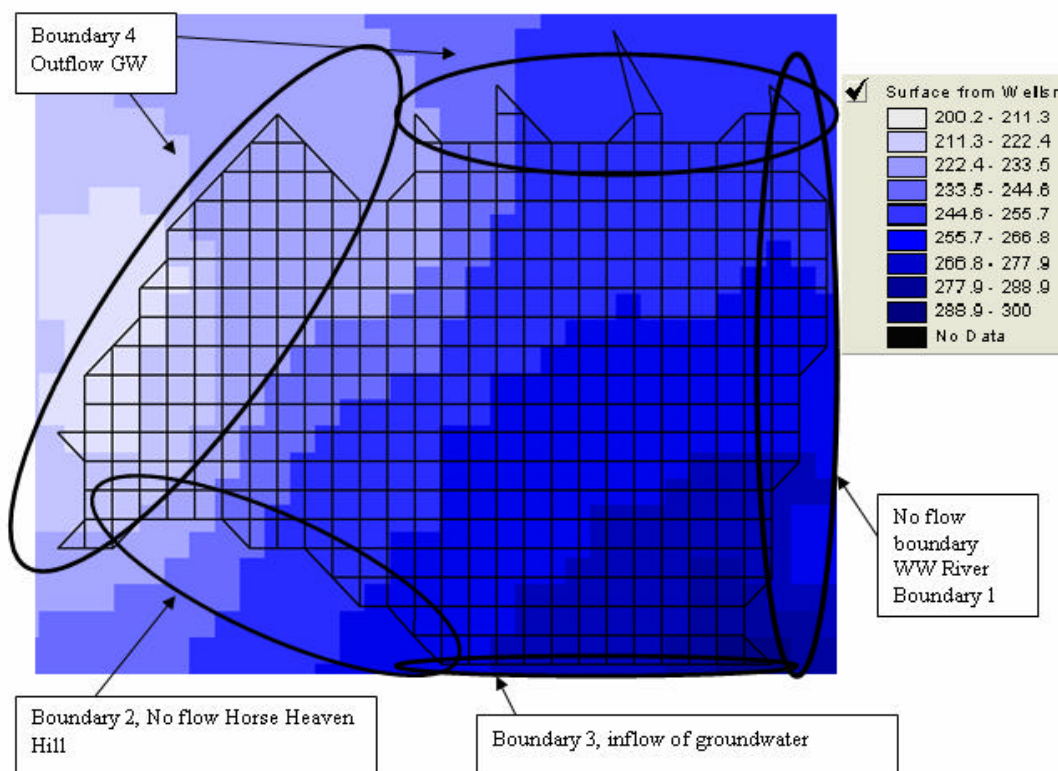 Boundary 4
Outflow GW
Surface from Wells
200.2 - 211.3
211.3 - 222.4
222.4 - 233.5
233.5 - 244.6
244.6 - 255.7
255.7 - 266.8
266.8 - 277.9
277.9 - 288.9
288.9 - 300
No Data
No flow
boundary
WW River
Boundary 1
Boundary 2, No flow Horse Heaven
Hill
Boundary 3, inflow of groundwater